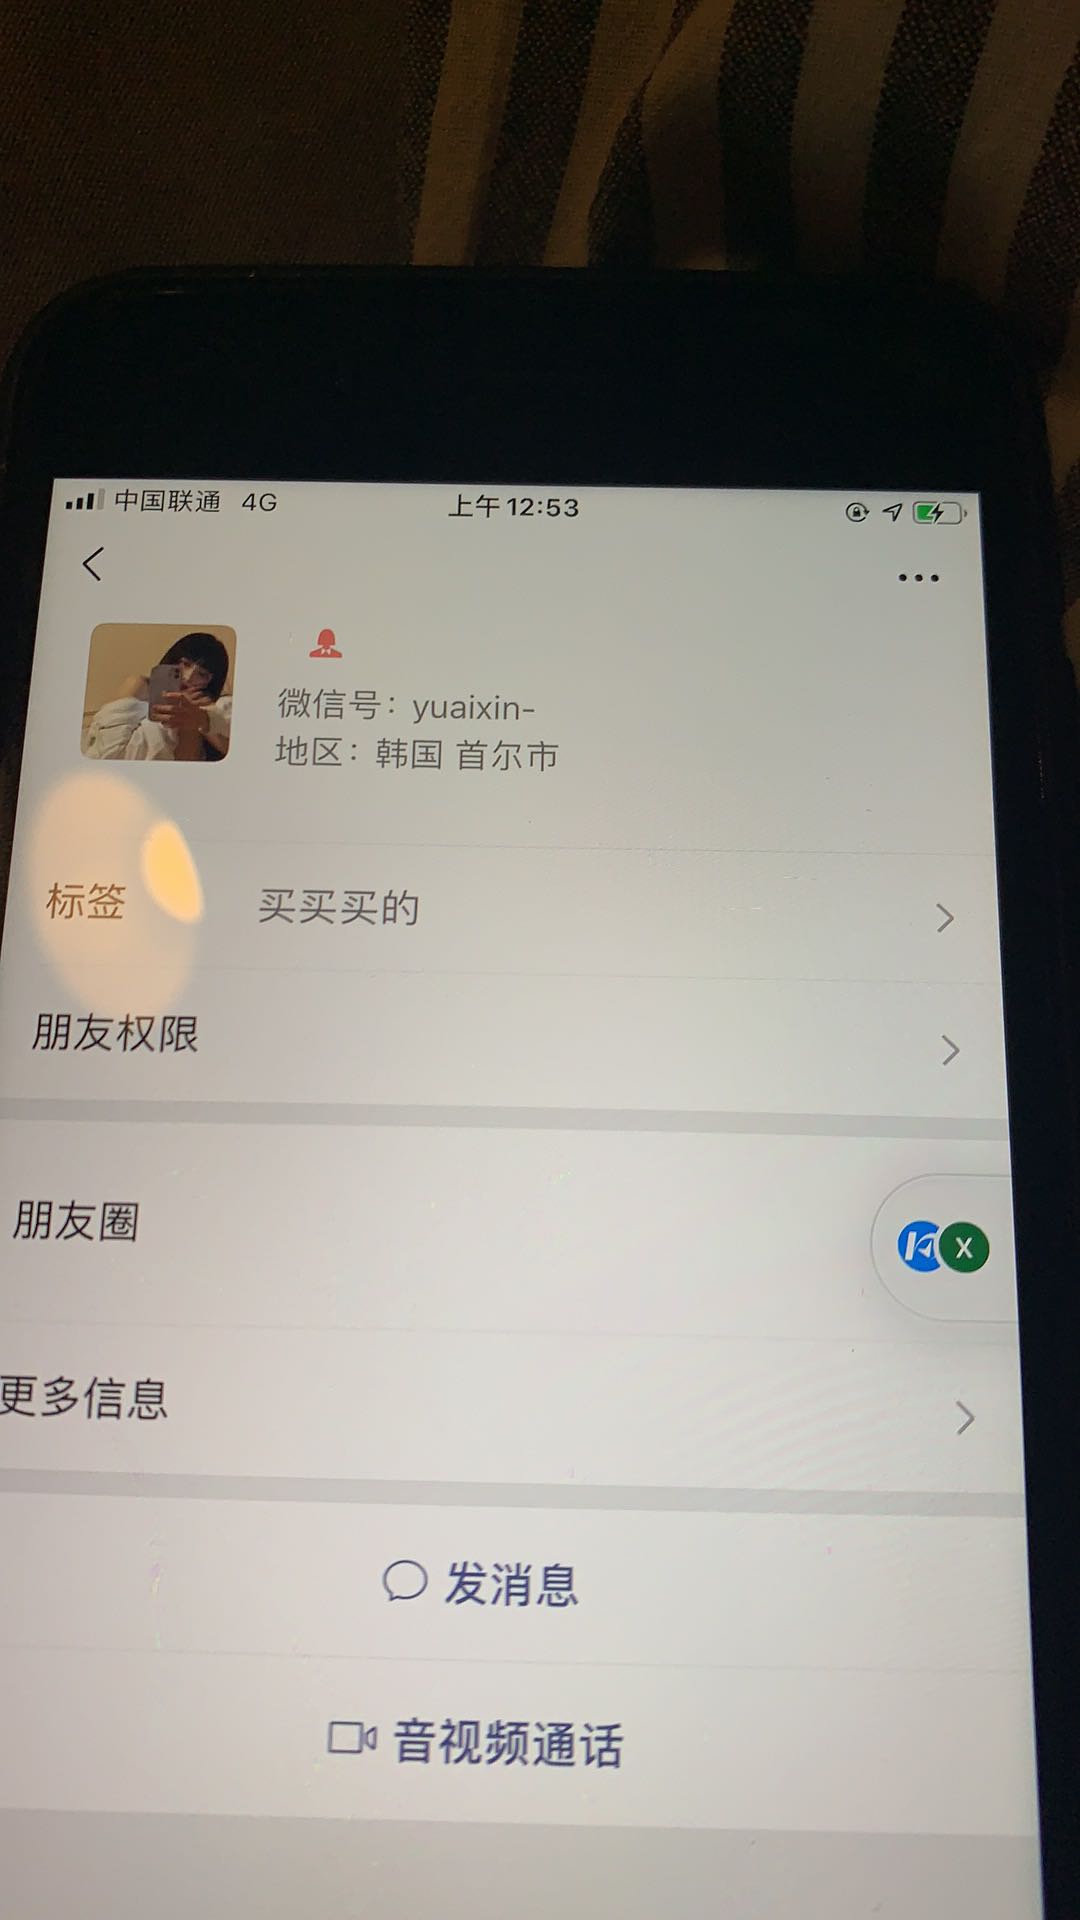 中国联通 4G 上午12:53
微信号：yuaixin-
地区：韩国 首尔市
标签 买买买的
朋友权限
朋友圈
X
更多信息
发消息
音视频通话